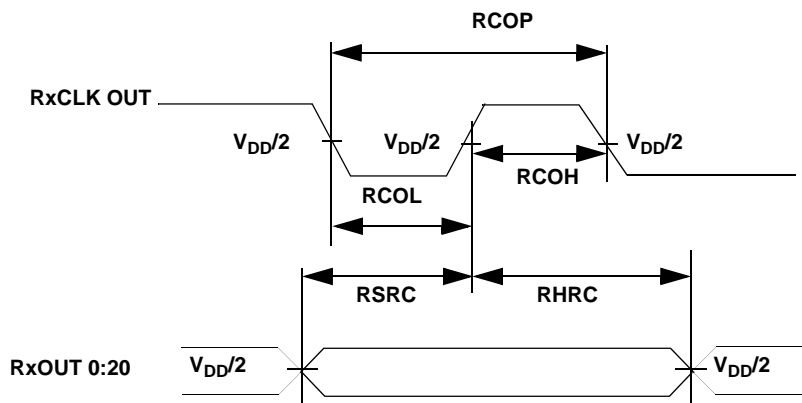 RCOP
RxCLK OUT
VDD/2
VDD/2
VDD/2
RCOH
RCOL
RSRC
RHRC
RxOUT 0:20
VDD/2
VDD/2